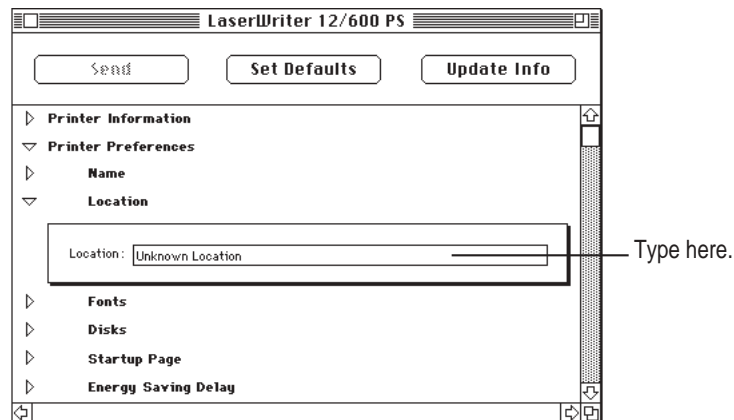 LaserWriter 12/600 PS
Send Set Defaults Update Info
Printer Information
Printer Preferences
Name
Location
Location: Unknown Location
Type here.
Fonts
Disks
Startup Page
Energy Saving Delay